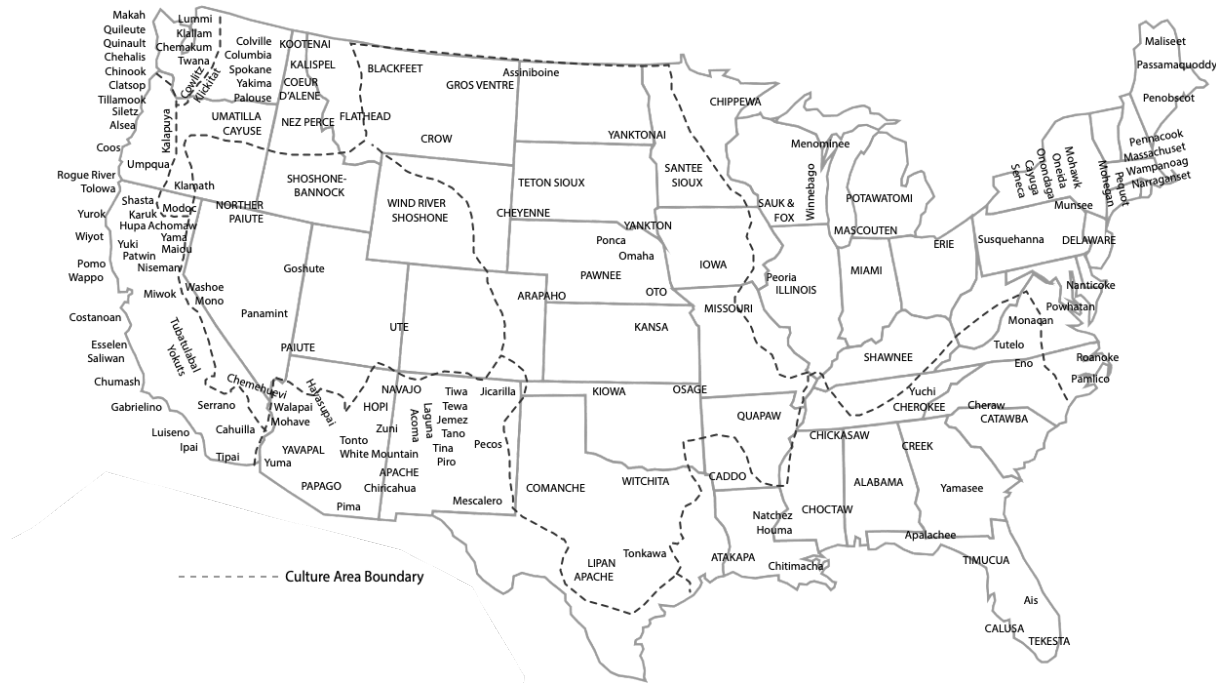 Makah
Quileute
Quinault
Chehalis
Chinook
Clatsop
Tillamook
Siletz
Alsea
Coos
Rogue River
Tolowa
Yurok
Wiyot
Pomo
Wappo
Costanoan
Esselen
Saliwan
Chumash
Gabrielino
Luiseno
Ipai
Tipai
Lummi
Klallam
Chemakum
Twana
Cowlitz
Klickitat
Kalapuya
Umpqua
Klamath
Shasta
Modoc
Karuk
Hupa Achomaw
Yuki
Yama
Patwin
Maidu
Niseman
Miwok
Washoe
Mono
Tubatulabal
Yokuts
Serrano
Cahuilla
Colville
Columbia
Spokane
Yakima
Palouse
KOOTENAI
KALISPEL
COEUR
D'ALENE
UMATILLA
CAYUSE
NEZ PERCE
FLATHEAD
NORTHER
PAIUTE
SHOSHONE-
BANNOCK
Goshute
Panamint
PAIUTE
UTE
Chemehuevi
Walapai
Mohave
Havasupai
YAVAPAL
Yuma
PAPAGO
Pima
HOPI
NAVAJO
Zuni
Tonto
White Mountain
APACHE
Chiricahua
Acoma
Laguna
Tiwa
Tewa
Jemez
Tano
Tina
Piro
Jicarilla
Pecos
Mescalero
BLACKFEET
GROS VENTRE
Assiniboine
CROW
WIND RIVER
SHOSHONE
YANKTONAI
TETON SIOUX
SANTEE
SIOUX
CHEYENNE
YANKTON
Ponca
Omaha
PAWNEE
OTO
ARAPAHO
KANSA
IOWA
MISSOURI
KIOWA
OSAGE
QUAPAW
COMANCHE
WITCHITA
CADDO
LIPAN
APACHE
Tonkawa
ATAKAPA
CHIPPEWA
Menominee
Winnebago
SAUK &
FOX
POTAWATOMI
MASCOUTEN
Peoria
ILLINOIS
MIAMI
ERIE
SHAWNEE
Susquehanna
DELAWARE
Munsee
Seneca
Cayuga
Onondaga
Oneida
Mohawk
Mohegan
Pequot
Maliseet
Passamaquoddy
Penobscot
Pennacook
Massachuset
Wampanoag
Narraganset
Nanticoke
Powhatan
Monaqan
Tutelo
Eno
Roanoke
Pamlico
Yuchi
CHEROKEE
Cheraw
CATAWBA
CHICKASAW
CREEK
ALABAMA
Yamasee
CHOCTAW
Natchez
Houma
Chitimacha
Apalachee
TIMUCUA
Ais
CALUSA
TEKESTA
Culture Area Boundary